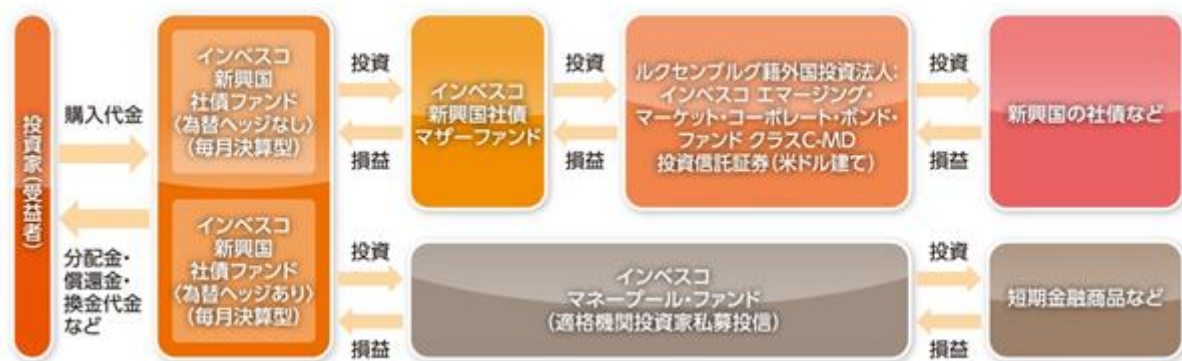 投資家(受益者)
購入代金
分配金・
償還金・
換金代金
など
インベスコ
新興国
社債ファンド
〈為替ヘッジなし〉
(毎月決算型)
インベスコ
新興国
社債ファンド
〈為替ヘッジあり〉
(毎月決算型)
投資
損益
インベスコ
新興国社債
マザーファンド
投資
損益
ルクセンブルグ籍外国投資法人:
インベスコ エマージング・
マーケット・コーポレート・ボンド・
ファンド クラスC-MD
投資信託証券(米ドル建て)
投資
損益
新興国の社債など
投資
損益
インベスコ
マネープール・ファンド
(適格機関投資家私募投信)
投資
損益
短期金融商品など